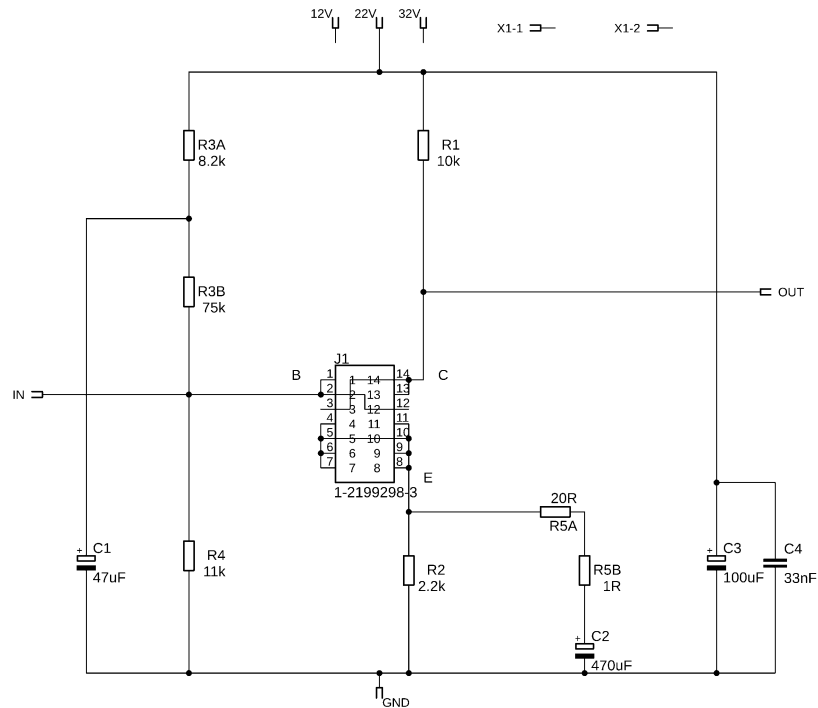 12V 22V 32V X1-1 X1-2
R3A R1
8.2k 10k
R3B OUT
75k
J1
B 1 1 14 14 C
IN 2 2 13 13
3 3 12 12
4 4 11 11
5 5 10 10
6 6 9 9
7 7 8 8
E
1-2199298-3 20R
R5A
+ C1 R4 + C3 C4
47uF 11k R2 R5B 100uF 33nF
2.2k 1R
+ C2
470uF
GND